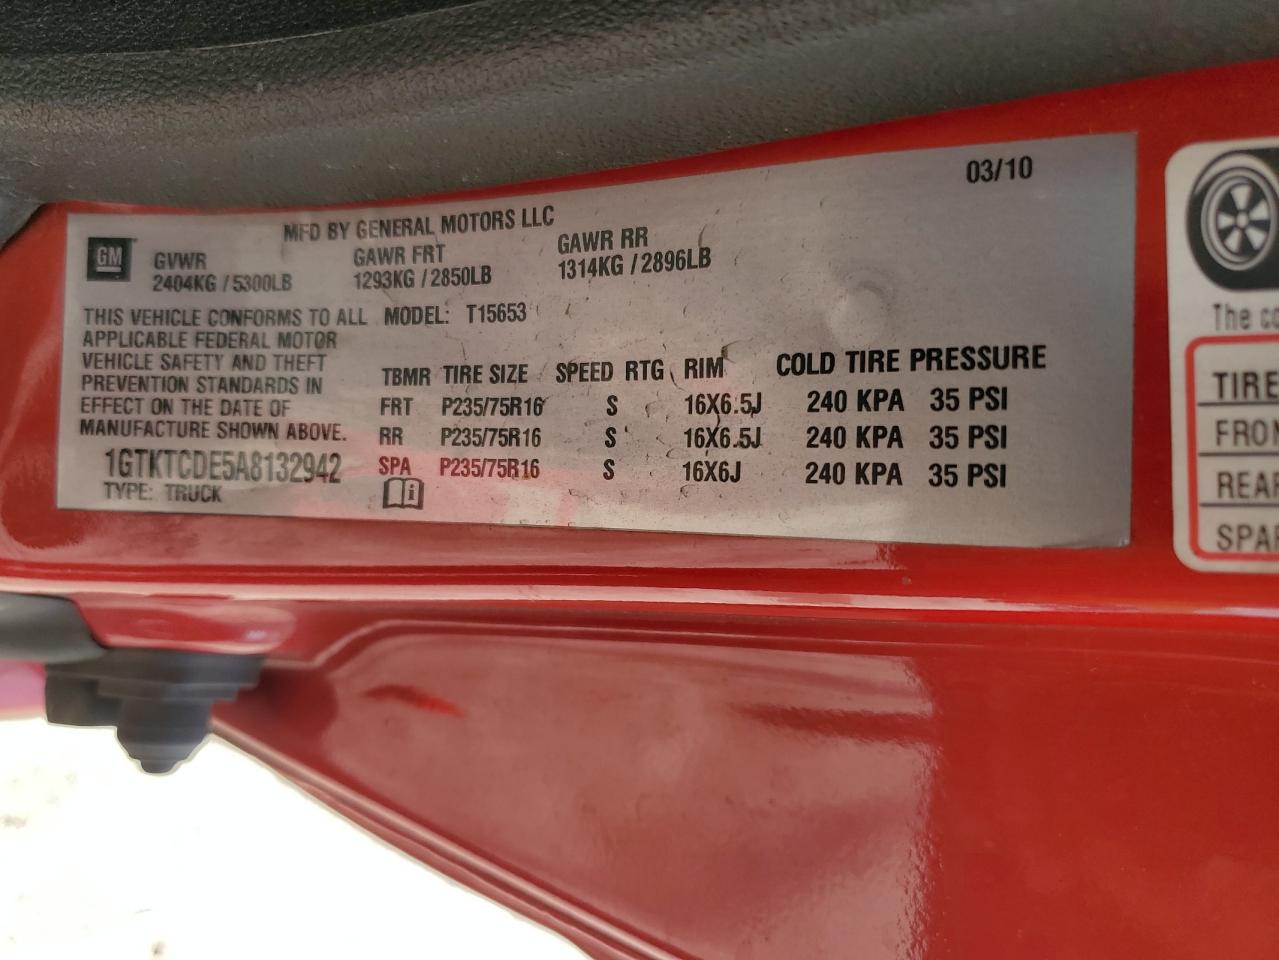 03/10
MFD BY GENERAL MOTORS LLC
GM
GVWR GAWR FRT GAWR RR
2404KG / 5300LB 1293KG / 2850LB 1314KG / 2896LB
THIS VEHICLE CONFORMS TO ALL MODEL: T15653
APPLICABLE FEDERAL MOTOR
VEHICLE SAFETY AND THEFT
PREVENTION STANDARDS IN
EFFECT ON THE DATE OF
MANUFACTURE SHOWN ABOVE.
1GTKTCDE5A8132942
TYPE: TRUCK
TBMR TIRE SIZE SPEED RTG RIM COLD TIRE PRESSURE
FRT P235/75R16 S 16X6.5J 240 KPA 35 PSI
RR P235/75R16 S 16X6.5J 240 KPA 35 PSI
SPA P235/75R16 S 16X6J 240 KPA 35 PSI
i
The
TIRE